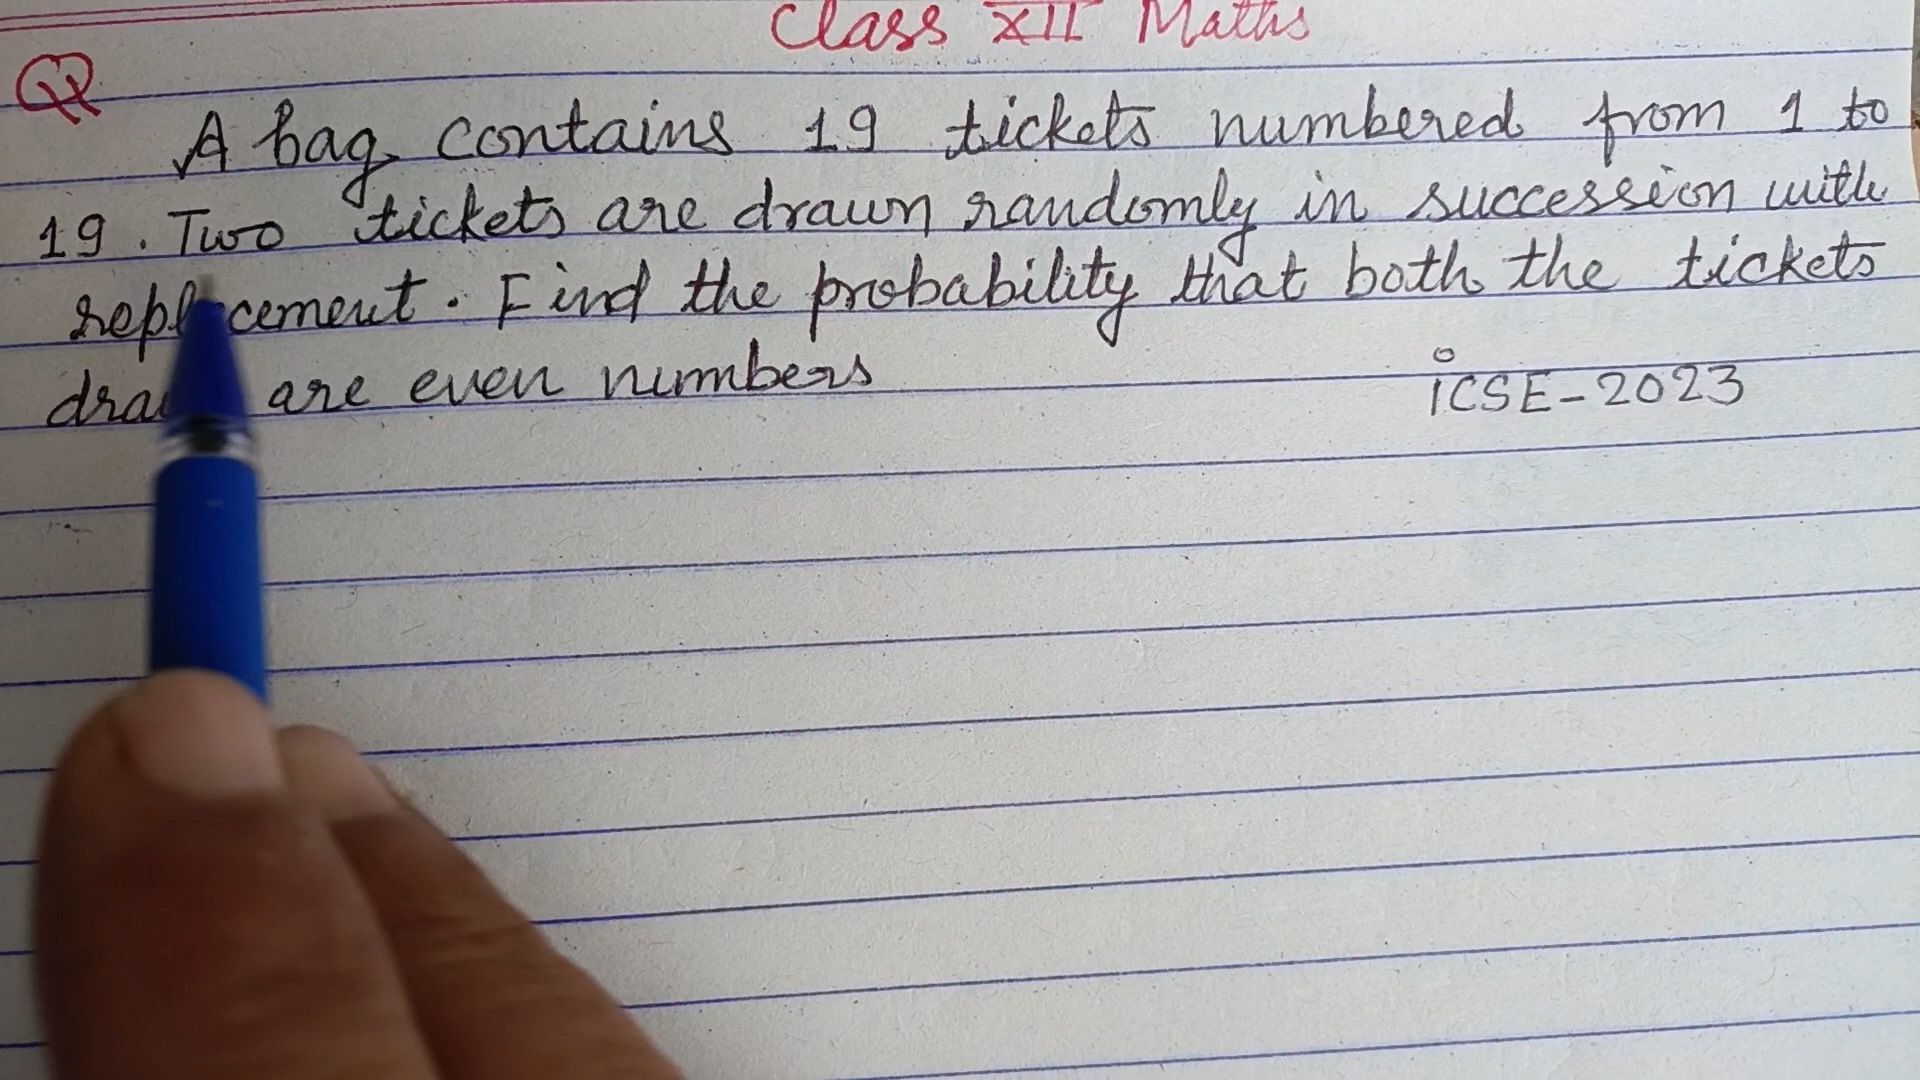 Class XII Maths
Q
A bag contains 19 tickets numbered from 1 to
19. Two tickets are drawn randomly in succession with
replacement. Find the probability that both the tickets
are even numbers
iCSE-2023